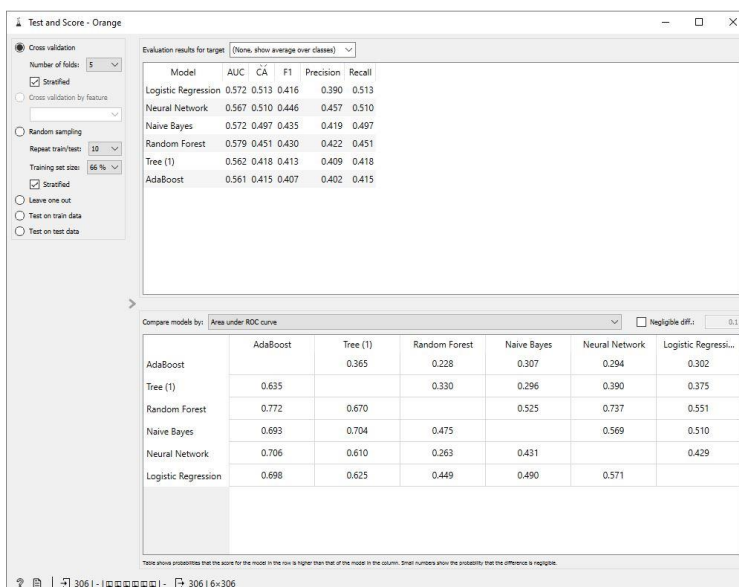 Test and Score - Orange
Cross validation
Number of folds: 5
Stratified
Cross validation by feature
Random sampling
Repeat train/test: 10
Training set size: 66 %
Stratified
Leave one out
Test on train data
Test on test data
Evaluation results for target (None, show average over classes)
Model AUC CA F1 Precision Recall
Logistic Regression 0.572 0.513 0.416 0.390 0.513
Neural Network 0.567 0.510 0.446 0.457 0.510
Naive Bayes 0.572 0.497 0.435 0.419 0.497
Random Forest 0.579 0.451 0.430 0.422 0.451
Tree (1) 0.562 0.418 0.413 0.409 0.418
AdaBoost 0.561 0.415 0.407 0.402 0.415
Compare models by: Area under ROC curve Negligible diff.: 0.1
AdaBoost Tree (1) Random Forest Naive Bayes Neural Network Logistic Regressi...
AdaBoost 0.365 0.228 0.307 0.294 0.302
Tree (1) 0.635 0.330 0.296 0.390 0.375
Random Forest 0.772 0.670 0.525 0.737 0.551
Naive Bayes 0.693 0.704 0.475 0.569 0.510
Neural Network 0.706 0.610 0.263 0.431 0.429
Logistic Regression 0.698 0.625 0.449 0.490 0.571
Table shows probabilities that the score for the model in the row is higher than that of the model in the column. Small numbers show the probability that the difference is negligible.
? 306 | - | - 306 | 6×306